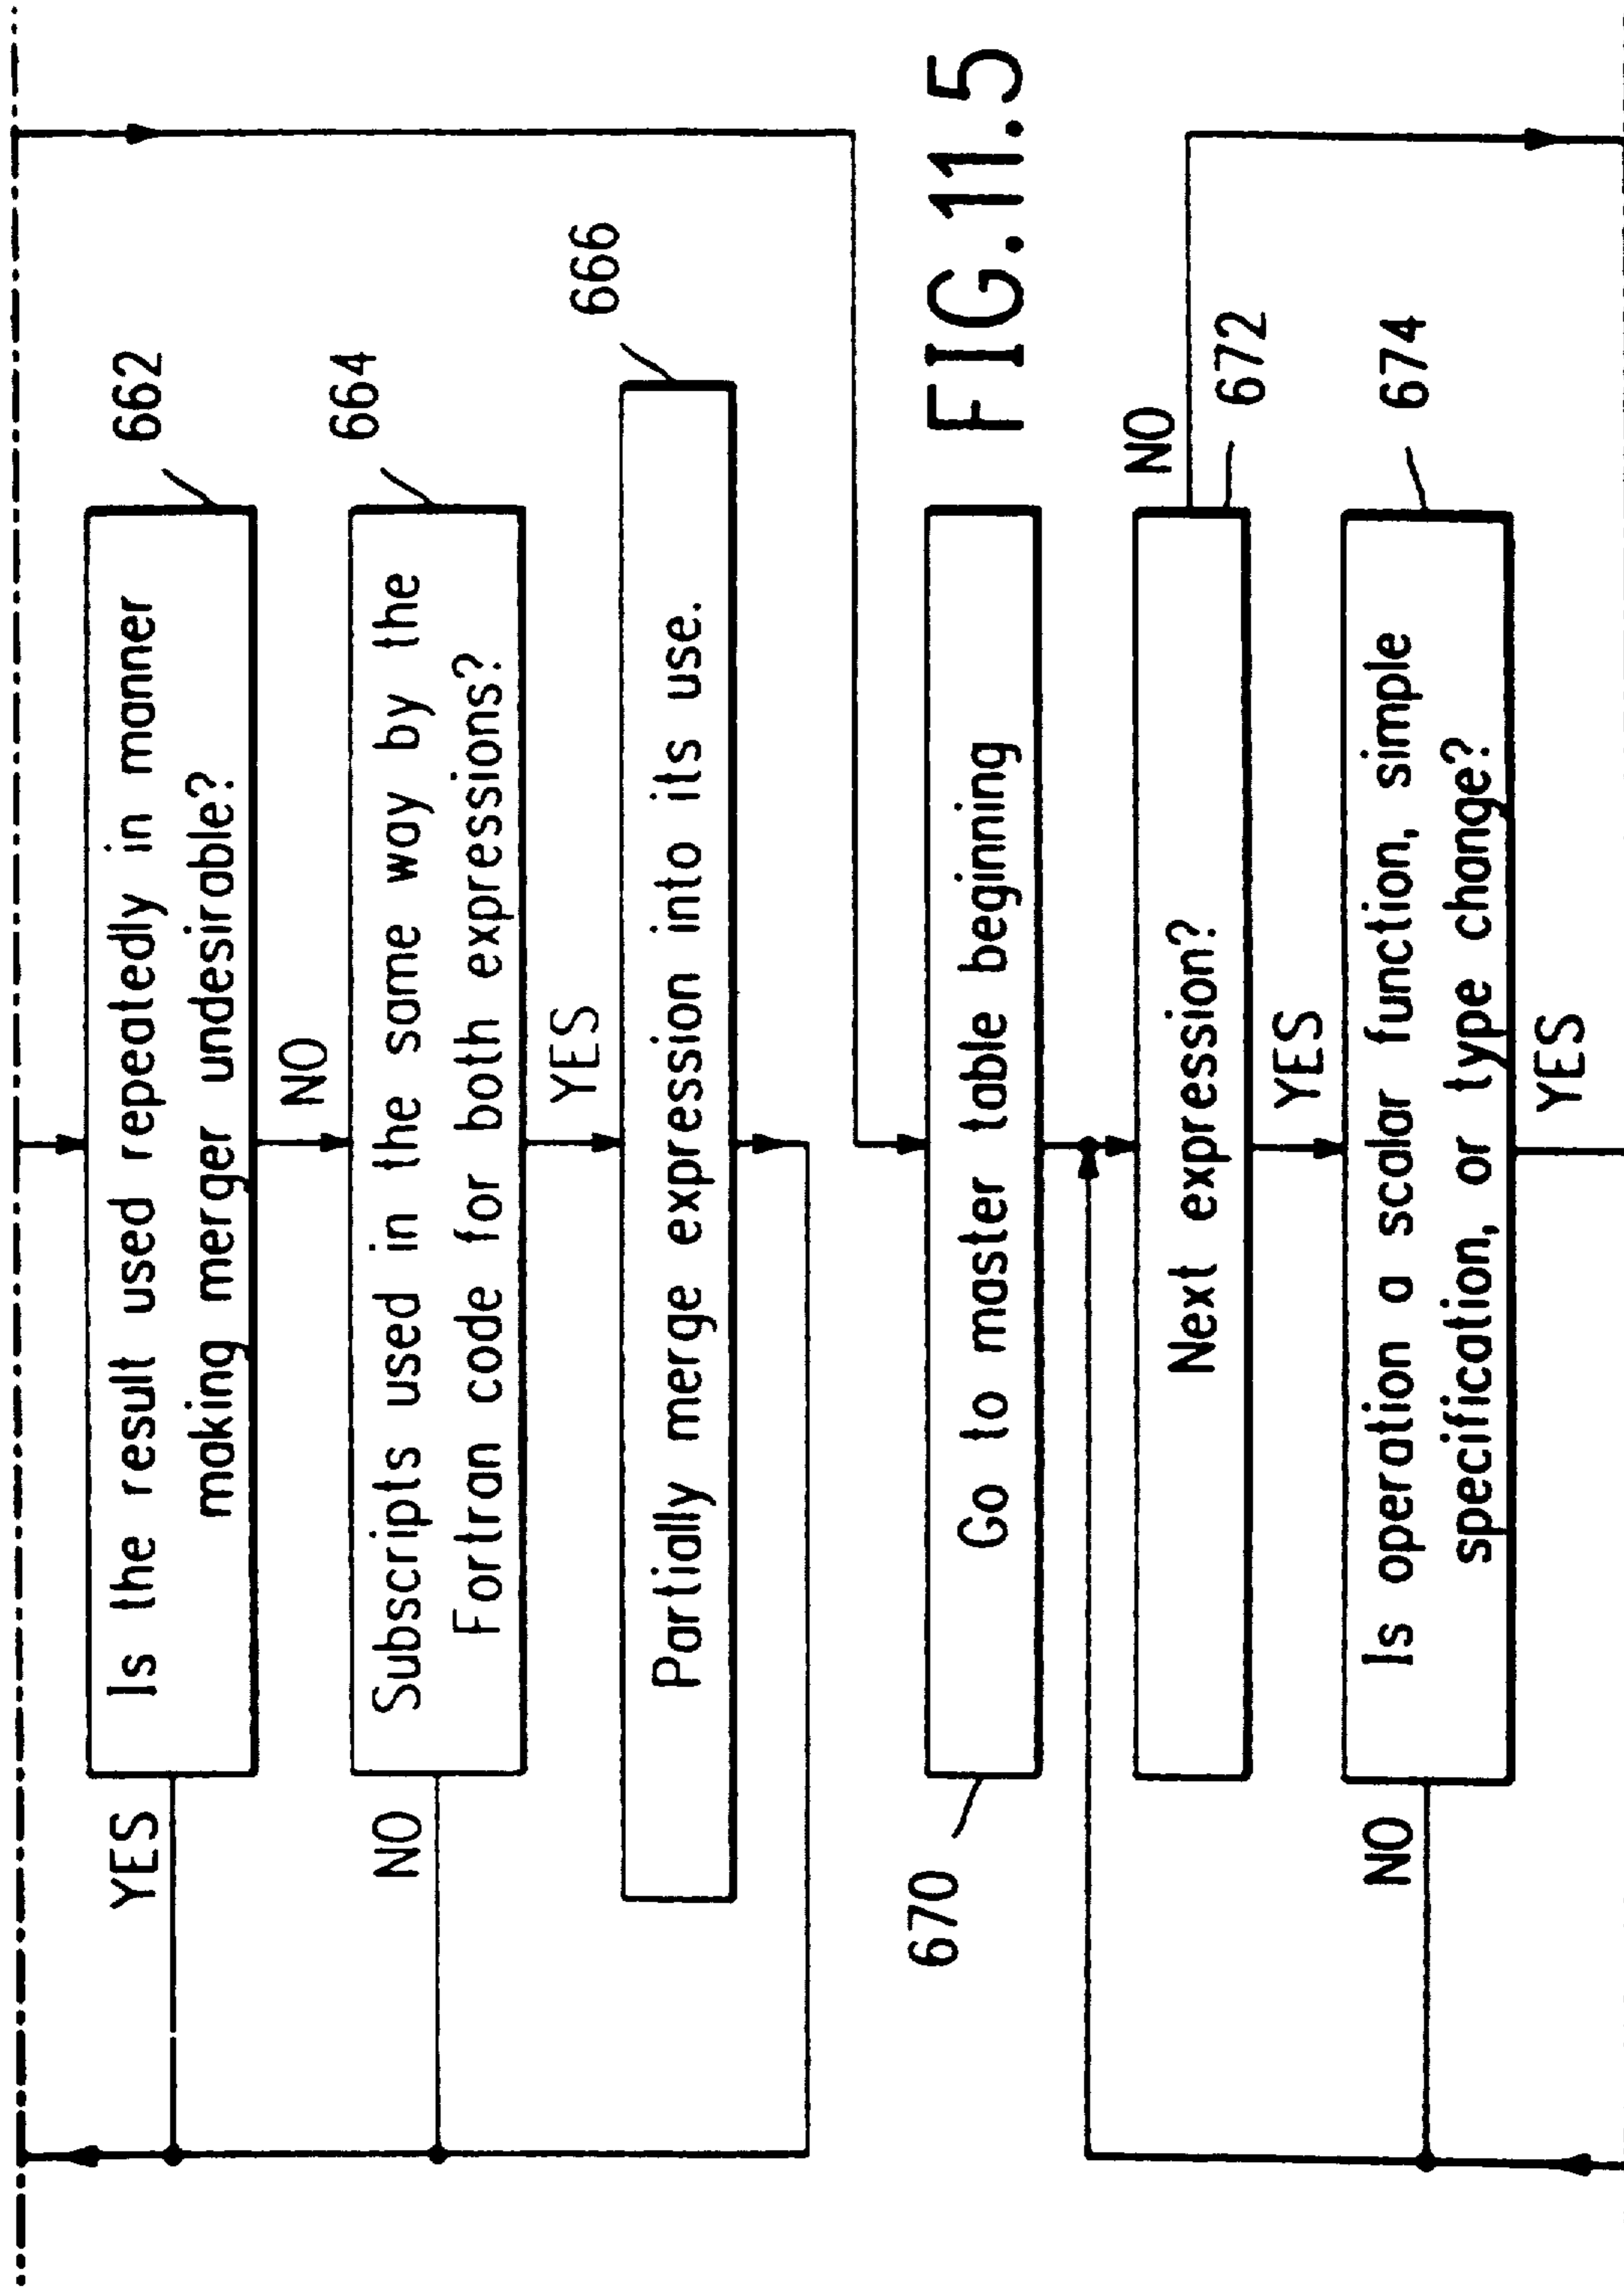 Is the result used repeatedly in manner
making merger undesirable?
662
YES
NO
Subscripts used in the same way by the
Fortran code for both expressions?
664
NO
YES
Partially merge expression into its use.
666
FIG.11.5
Go to master table beginning
670
Next expression?
NO
672
YES
Is operation a scalar function, simple
specification, or type change?
674
NO
YES